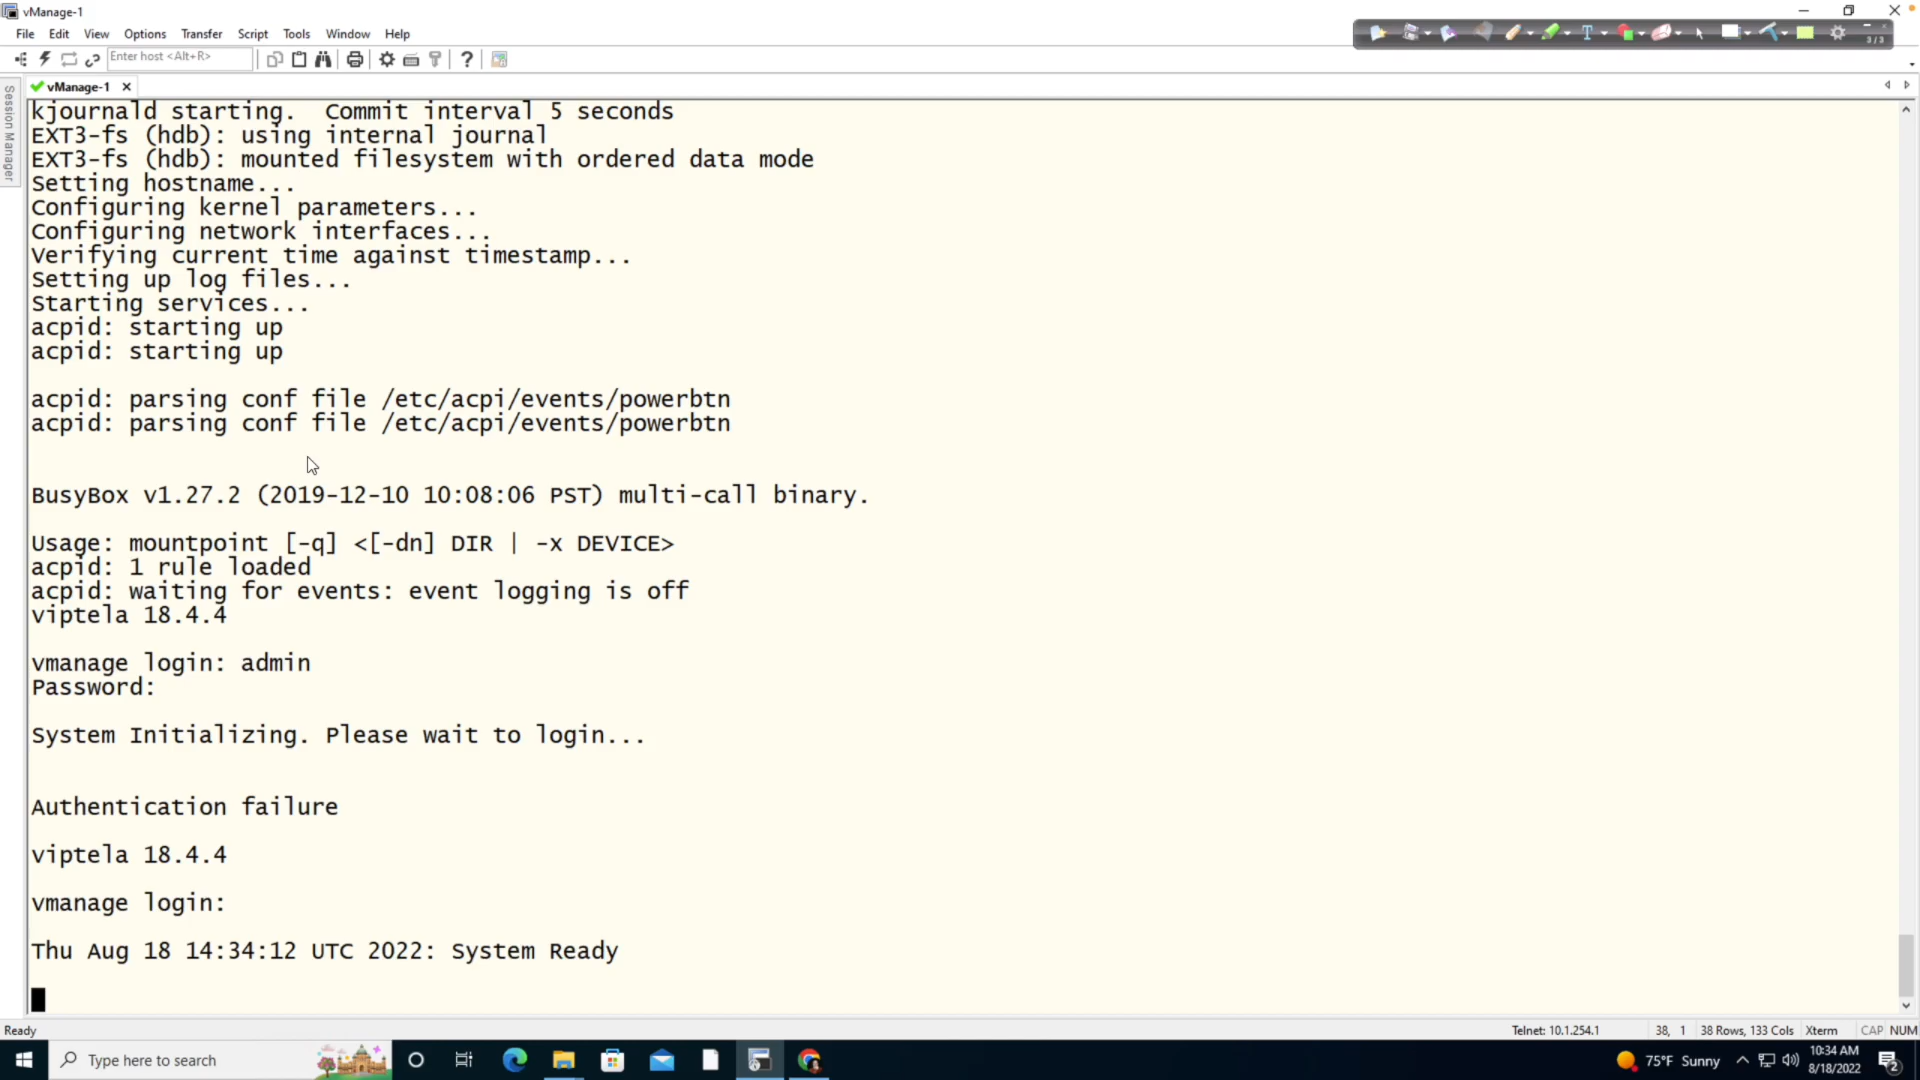 vManage-1
File Edit View Options Transfer Script Tools Window Help
3/3
Enter host <Alt+R>
Session Manager
vManage-1
kjournald starting.  Commit interval 5 seconds
EXT3-fs (hdb): using internal journal
EXT3-fs (hdb): mounted filesystem with ordered data mode
Setting hostname...
Configuring kernel parameters...
Configuring network interfaces...
Verifying current time against timestamp...
Setting up log files...
Starting services...
acpid: starting up
acpid: starting up
acpid: parsing conf file /etc/acpi/events/powerbtn
acpid: parsing conf file /etc/acpi/events/powerbtn
BusyBox v1.27.2 (2019-12-10 10:08:06 PST) multi-call binary.
Usage: mountpoint [-q] <[-dn] DIR | -x DEVICE>
acpid: 1 rule loaded
acpid: waiting for events: event logging is off
viptela 18.4.4
vmanage login: admin
Password:
System Initializing. Please wait to login...
Authentication failure
viptela 18.4.4
vmanage login:
Thu Aug 18 14:34:12 UTC 2022: System Ready
Ready Telnet: 10.1.254.1 38, 1 38 Rows, 133 Cols Xterm CAP NUM
Type here to search 75°F Sunny 10:34 AM
8/18/2022 2